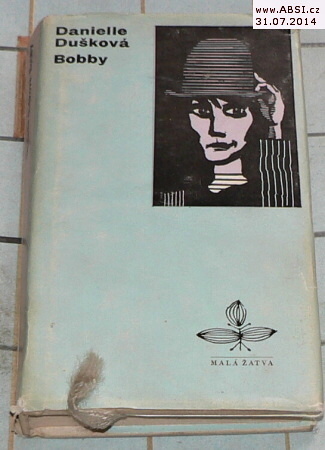 www.ABSI.cz
31.07.2014
Danielle
Dušková
Bobby
MALÁ ŽATVA